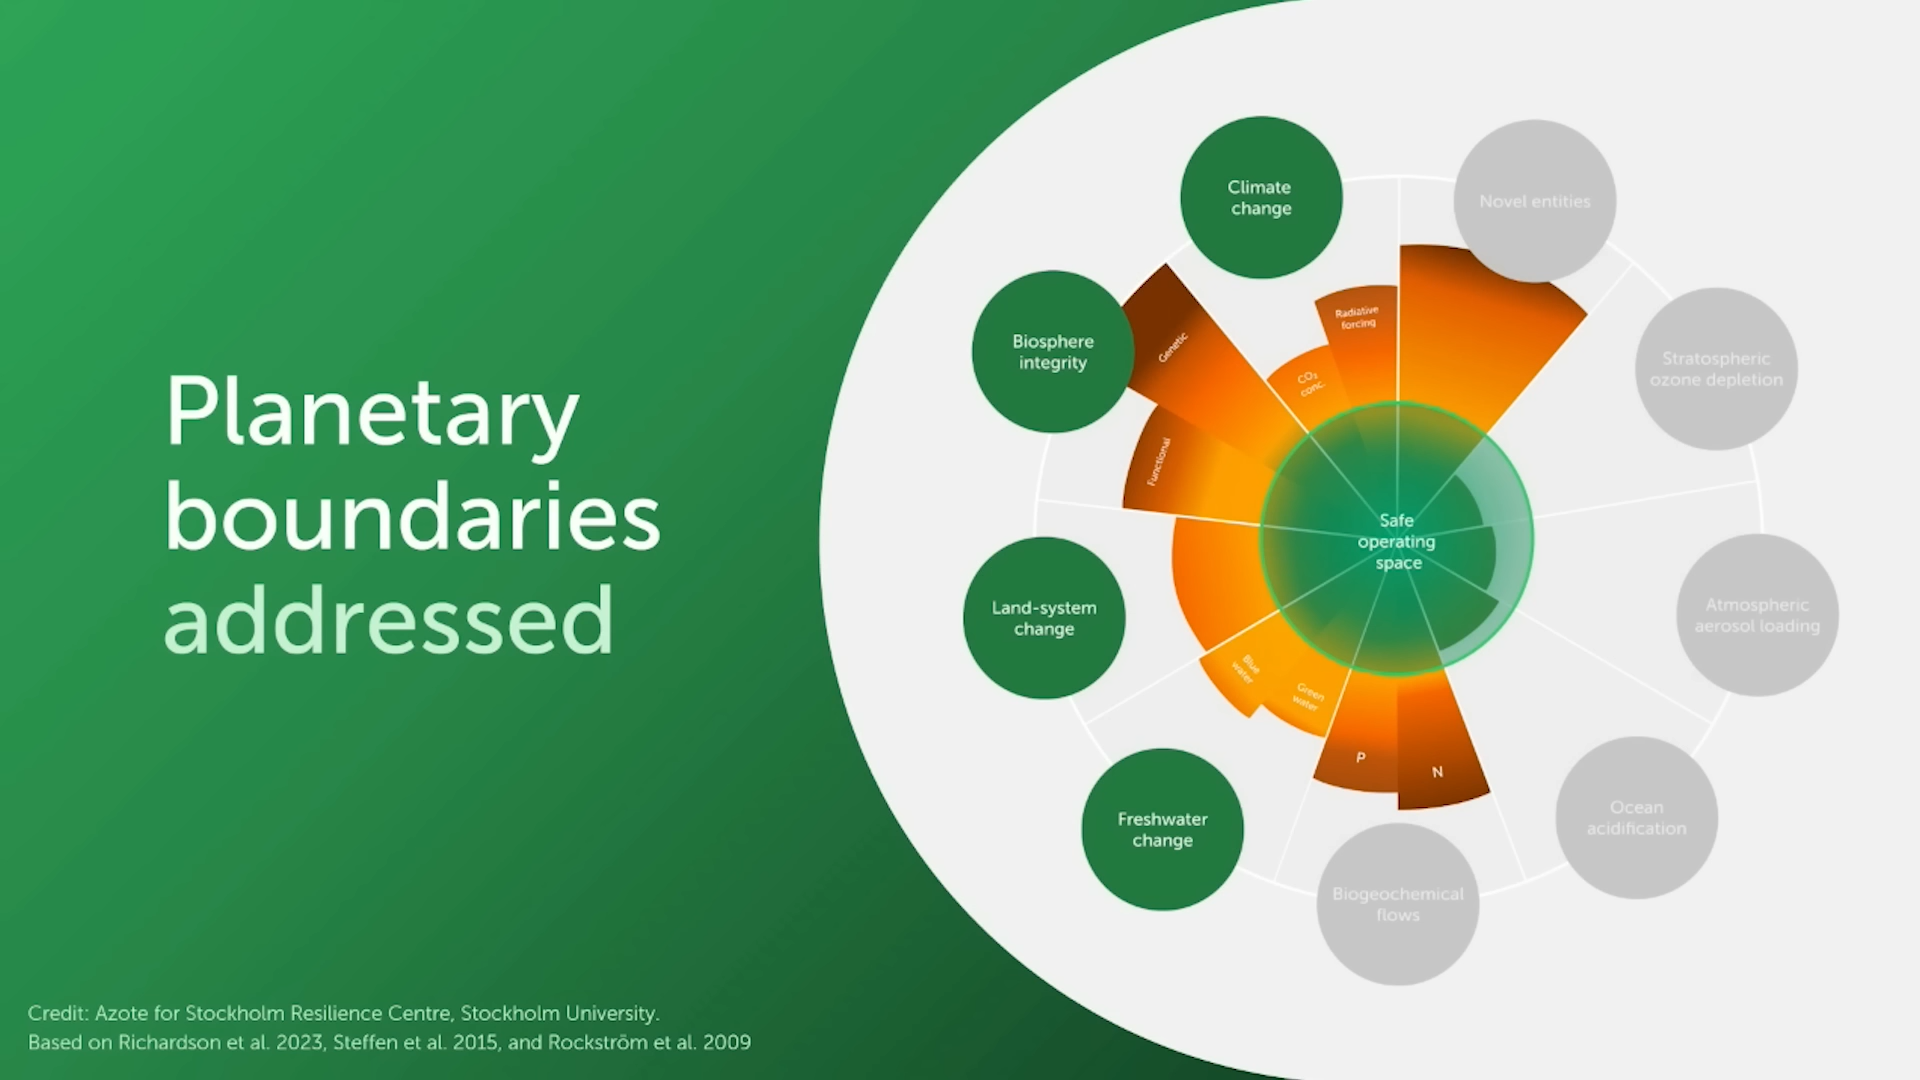 Planetary
boundaries
addressed
Climate
change
Novel entities
Biosphere
integrity
Stratospheric
ozone depletion
Land-system
change
Atmospheric
aerosol loading
Freshwater
change
Ocean
acidification
Biogeochemical
flows
Radiative
forcing
CO₂
conc.
Genetic
Functional
Safe
operating
space
Blue
water
Green
water
P
N
Credit: Azote for Stockholm Resilience Centre, Stockholm University.
Based on Richardson et al. 2023, Steffen et al. 2015, and Rockström et al. 2009